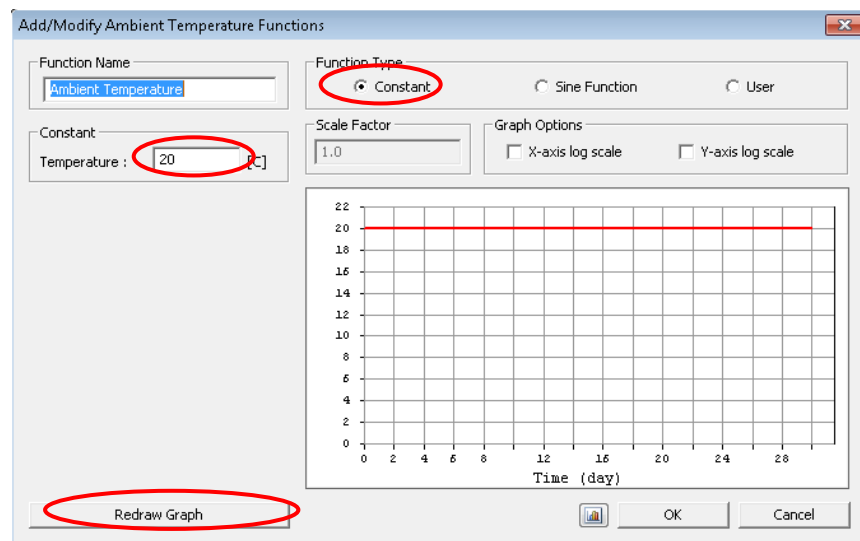 Add/Modify Ambient Temperature Functions
Function Name
Ambient Temperature
Function Type
Constant
Sine Function
User
Constant
Temperature : 20 [C]
Scale Factor
1.0
Graph Options
X-axis log scale
Y-axis log scale
22
20
18
16
14
12
10
8
6
4
2
0
0 2 4 6 8 12 16 20 24 28
Time (day)
Redraw Graph
OK
Cancel